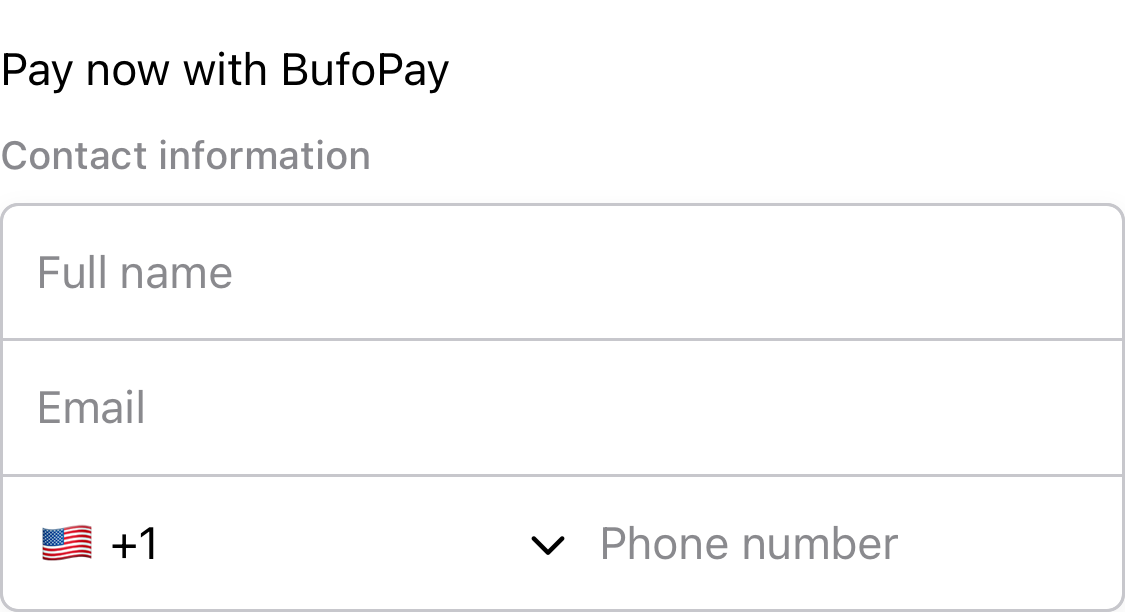 Pay now with BufoPay
Contact information
Full name
Email
🇺🇸 +1 Phone number